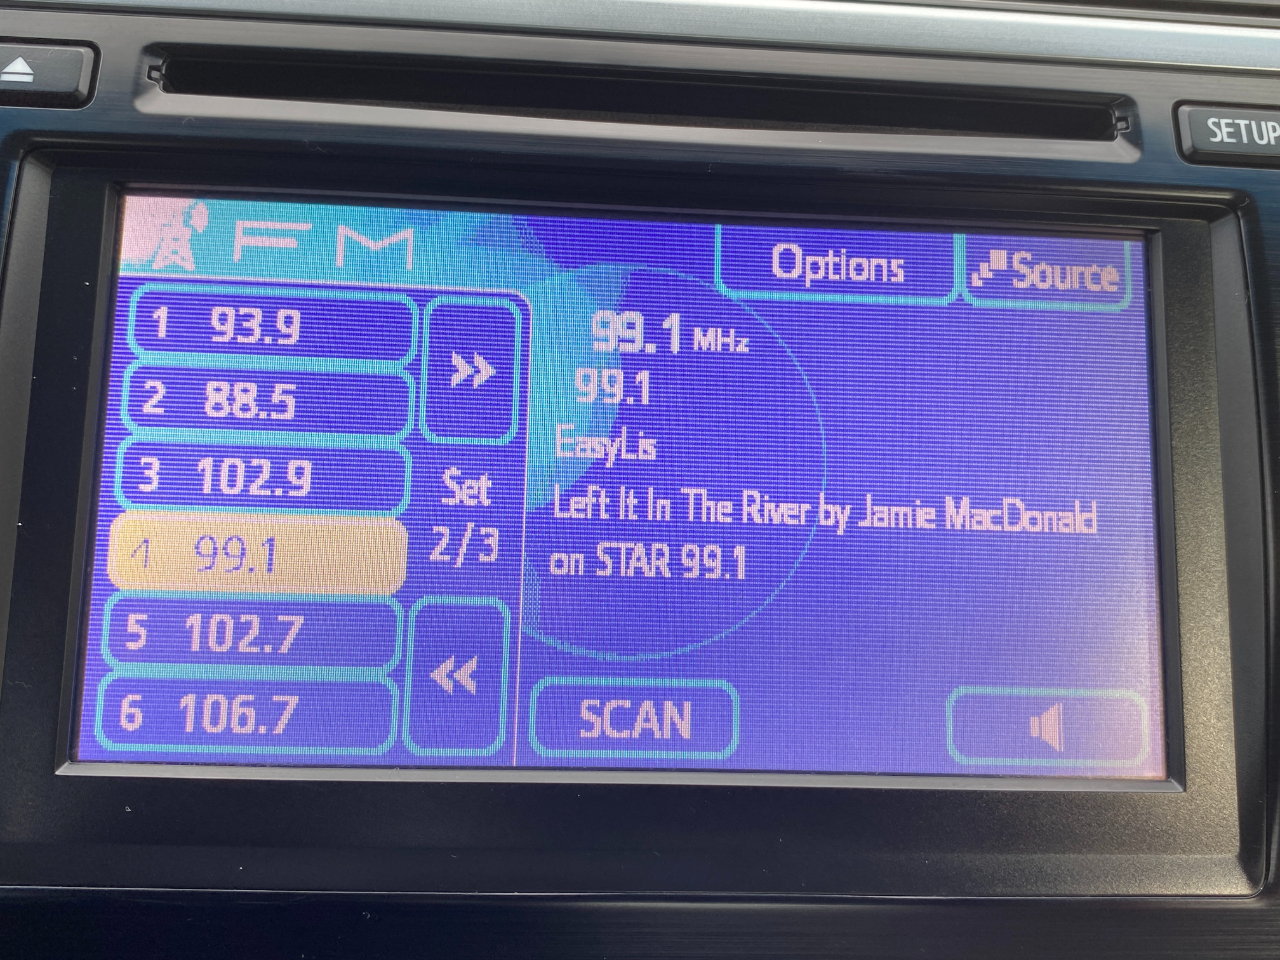 SETUP
FM
Options
Source
1 93.9
2 88.5
3 102.9
4 99.1
5 102.7
6 106.7
>>
Set
2/3
<<
99.1 MHz
99.1
EasyLis
Left It In The River by Jamie MacDonald
on STAR 99.1
SCAN